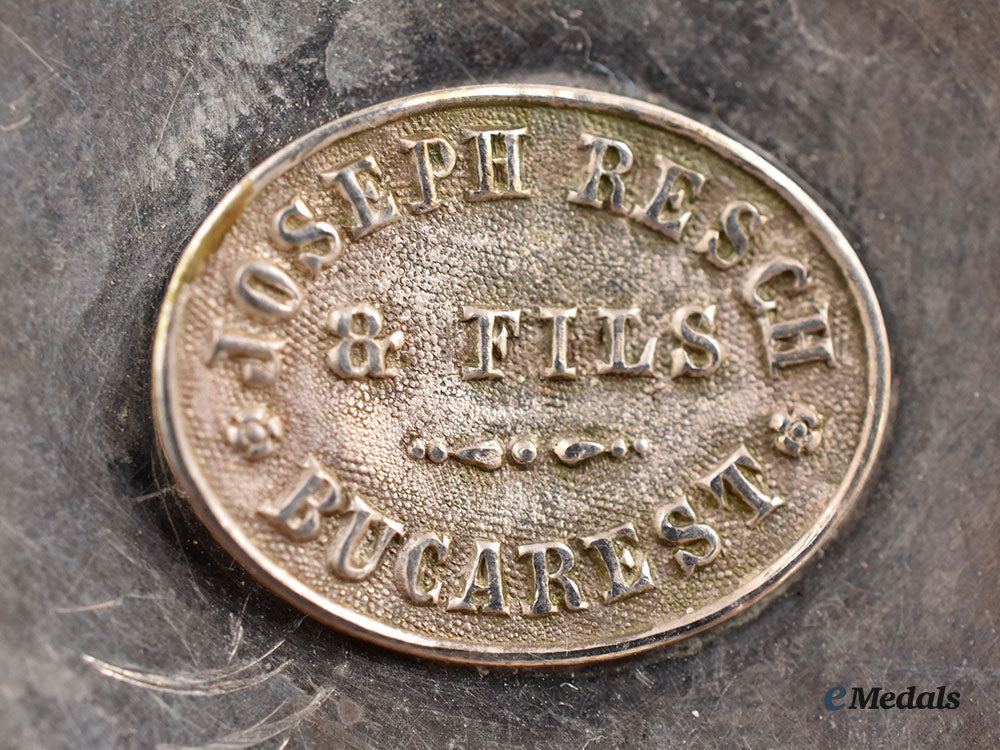 JOSEPH RESCH
& FILS
BUCAREST
eMedals